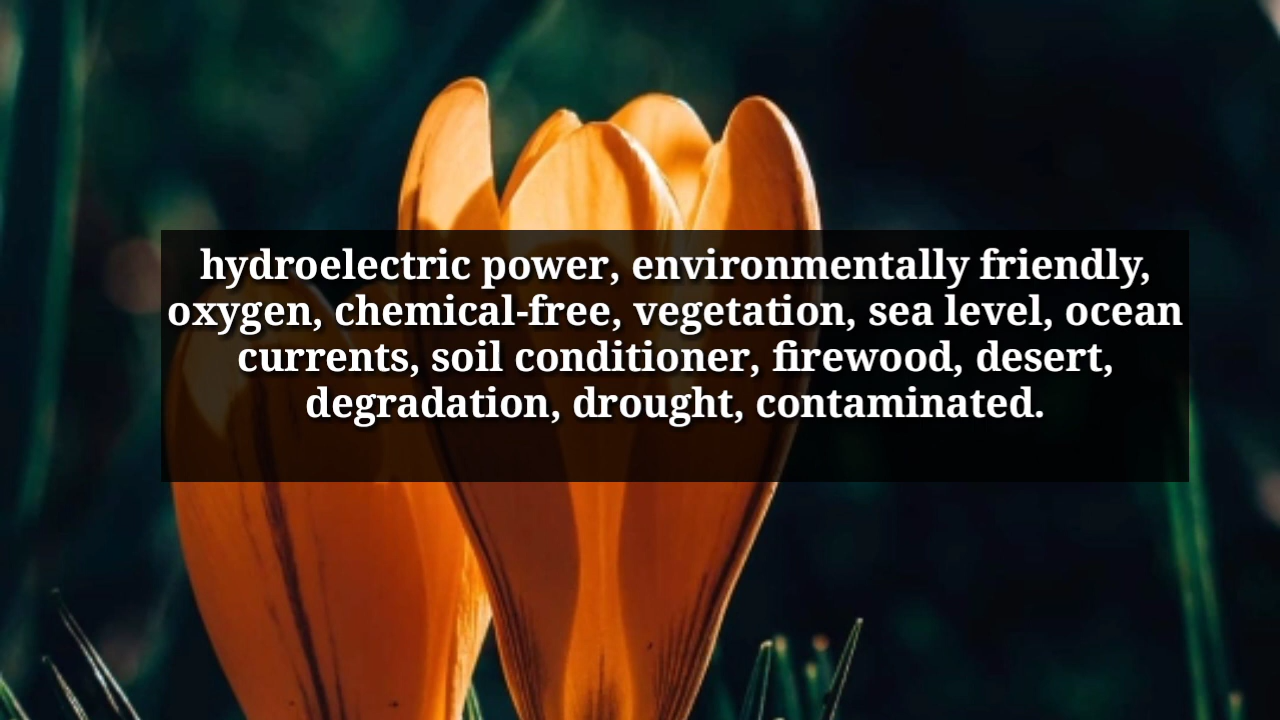 hydroelectric power, environmentally friendly,
oxygen, chemical-free, vegetation, sea level, ocean
currents, soil conditioner, firewood, desert,
degradation, drought, contaminated.